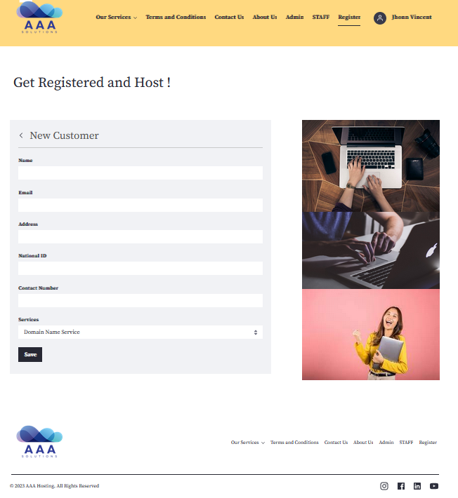 AAA
SOLUTIONS
Our Services Terms and Conditions Contact Us About Us Admin STAFF Register Jhonn Vincent
Get Registered and Host !
New Customer
Name
Email
Address
National ID
Contact Number
Services
Domain Name Service
Save
AAA
SOLUTIONS
Our Services Terms and Conditions Contact Us About Us Admin STAFF Register
© 2023 AAA Hosting, All Rights Reserved